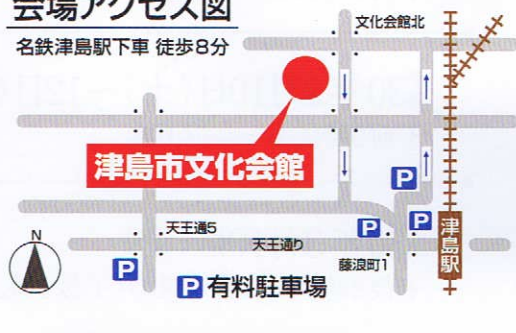 会場アクセス図
名鉄津島駅下車 徒歩8分
文化会館北
津島市文化会館
P
P
P
天王通5
天王通り
津島駅
藤浪町1
N
P
P 有料駐車場